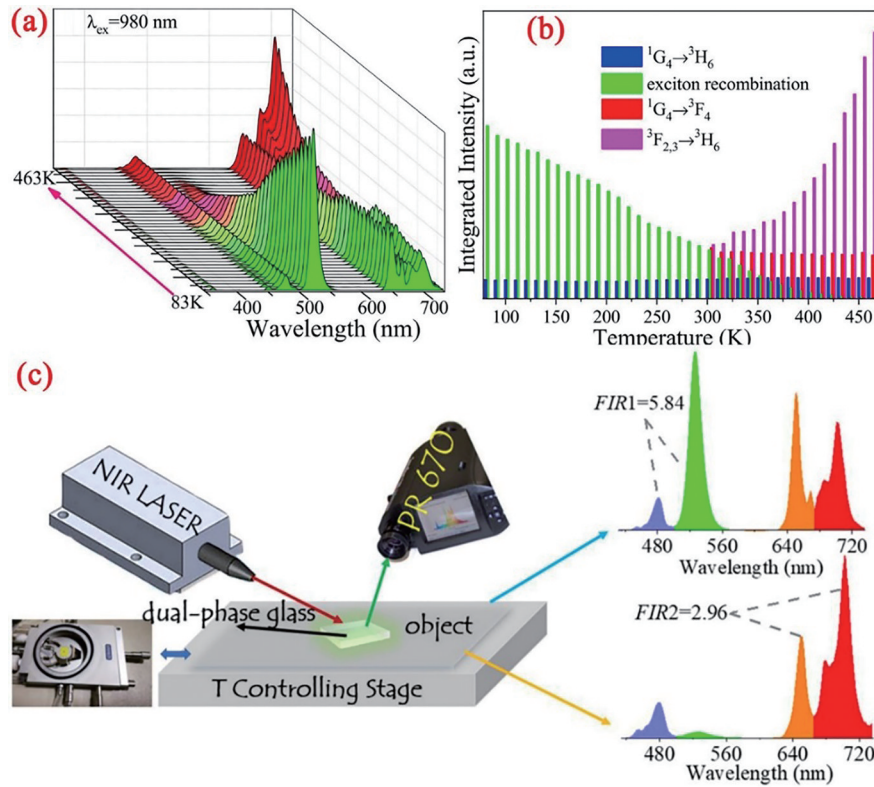 (a)
λex=980 nm
463K
83K
400 500 600 700
Wavelength (nm)
(b)
Integrated Intensity (a.u.)
¹G₄→³H₆
exciton recombination
¹G₄→³F₄
³F₂,₃→³H₆
100 150 200 250 300 350 400 450
Temperature (K)
(c)
NIR LASER
PR 670
dual-phase glass
object
T Controlling Stage
FIR1=5.84
480 560 640 720
Wavelength (nm)
FIR2=2.96
480 560 640 720
Wavelength (nm)